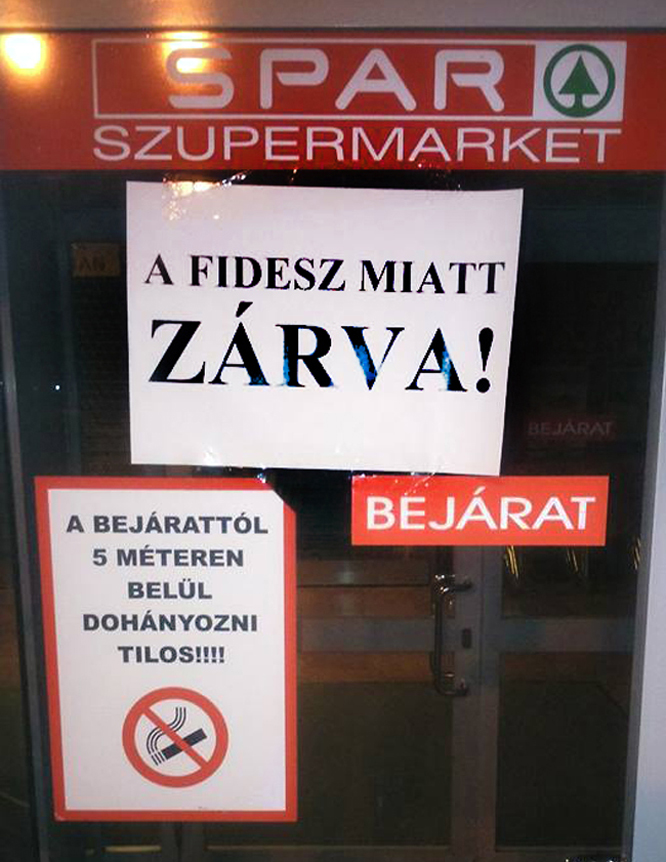 SPAR
SZUPERMARKET
A FIDESZ MIATT
ZÁRVA!
BEJÁRAT
BEJÁRAT
A BEJÁRATTÓL
5 MÉTEREN
BELÜL
DOHÁNYOZNI
TILOS!!!!